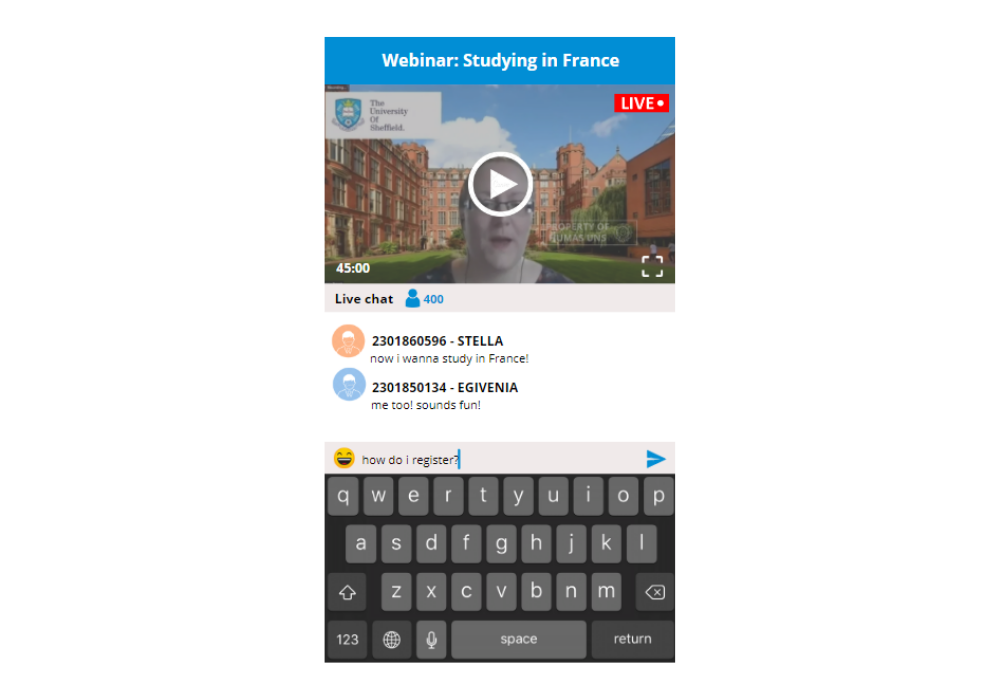 Webinar: Studying in France
The
University
Of
Sheffield.
LIVE
PROPERTY OF
HUMAS UNS
45:00
Live chat 400
2301860596 - STELLA
now i wanna study in France!
2301850134 - EGIVENIA
me too! sounds fun!
how do i register?
q w e r t y u i o p
a s d f g h j k l
z x c v b n m
123 space return